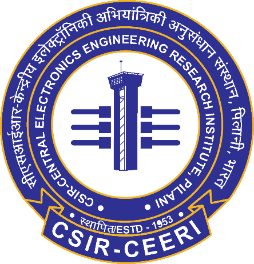 सीएसआईआर-केन्द्रीय इलेक्ट्रॉनिकी अभियांत्रिकी अनुसंधान संस्थान, पिलानी, भारत
CSIR-CENTRAL ELECTRONICS ENGINEERING RESEARCH INSTITUTE, PILANI
स्थापित/ESTD - 1953
CSIR-CEERI